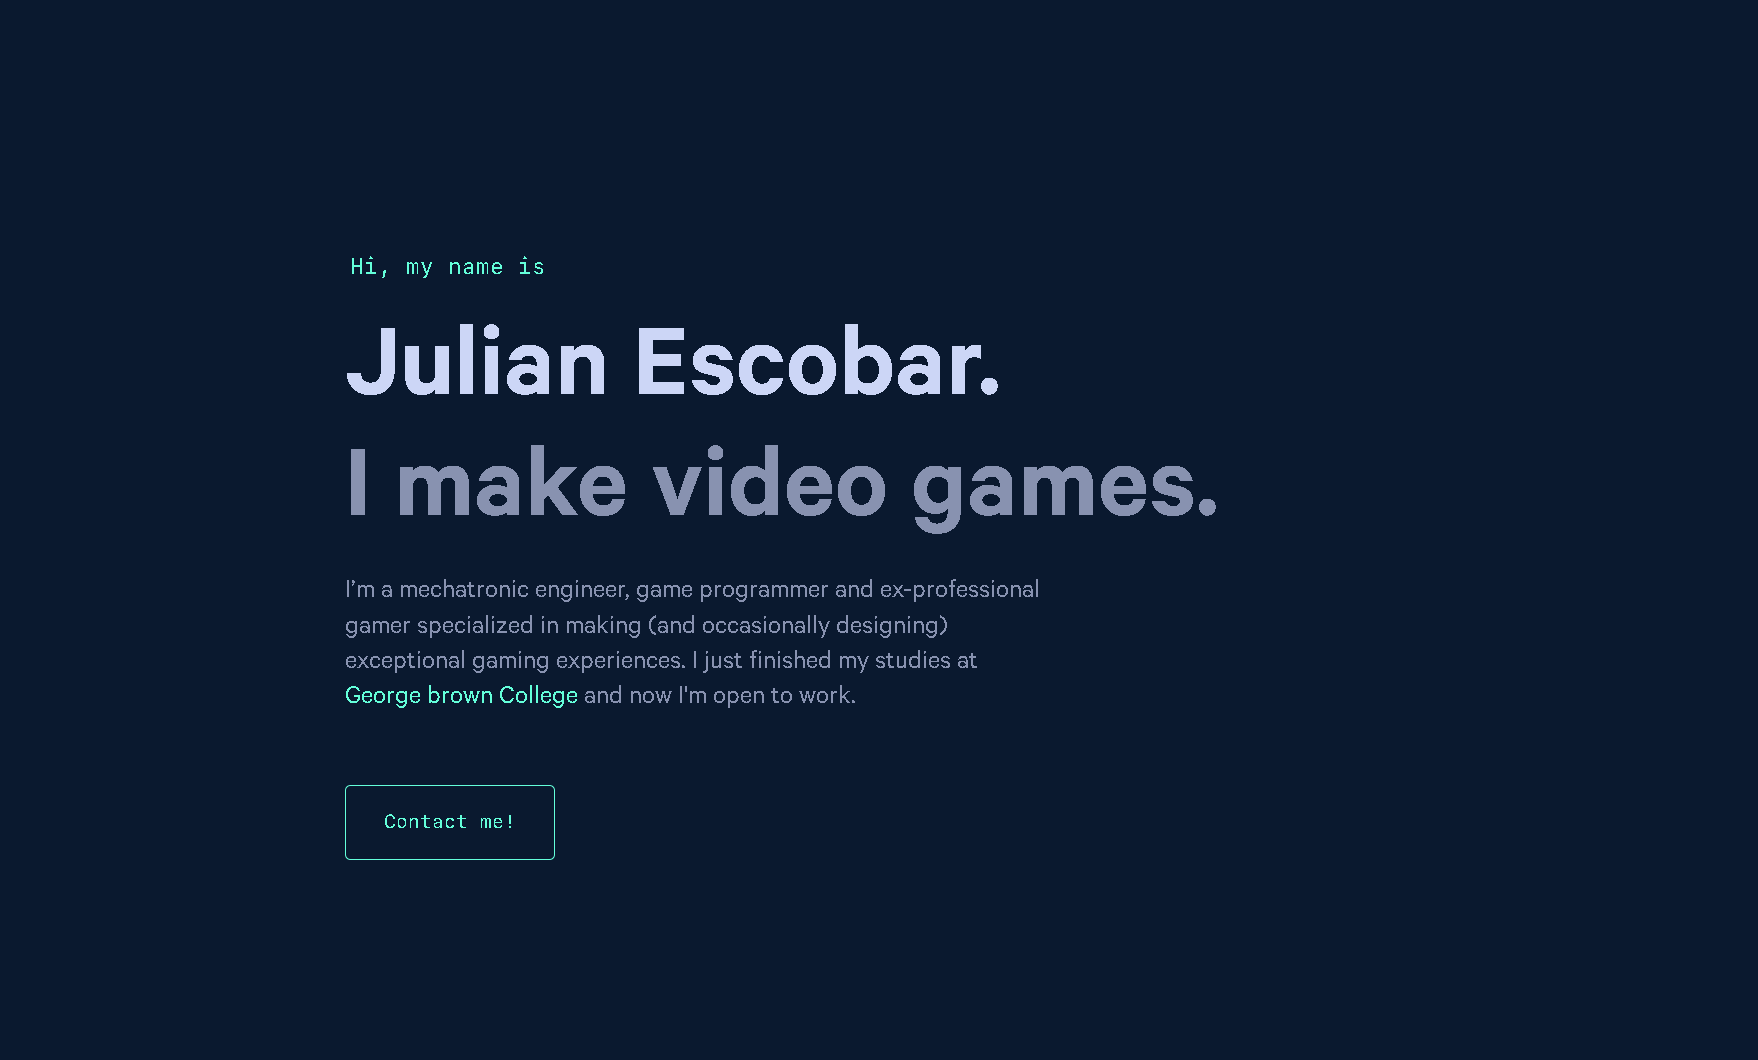 Hi, my name is
Julian Escobar.
I make video games.
I’m a mechatronic engineer, game programmer and ex-professional
gamer specialized in making (and occasionally designing)
exceptional gaming experiences. I just finished my studies at
George brown College and now I'm open to work.
Contact me!